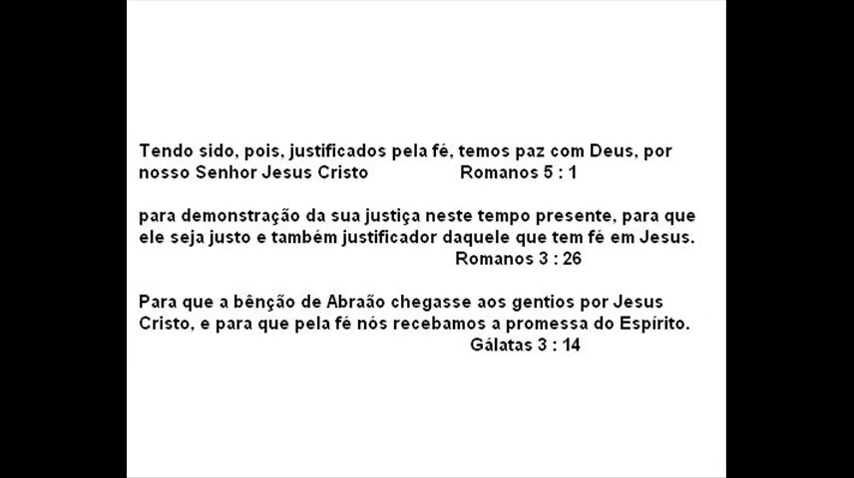 Tendo sido, pois, justificados pela fé, temos paz com Deus, por
nosso Senhor Jesus Cristo Romanos 5 : 1
para demonstração da sua justiça neste tempo presente, para que
ele seja justo e também justificador daquele que tem fé em Jesus.
Romanos 3 : 26
Para que a bênção de Abraão chegasse aos gentios por Jesus
Cristo, e para que pela fé nós recebamos a promessa do Espírito.
Gálatas 3 : 14